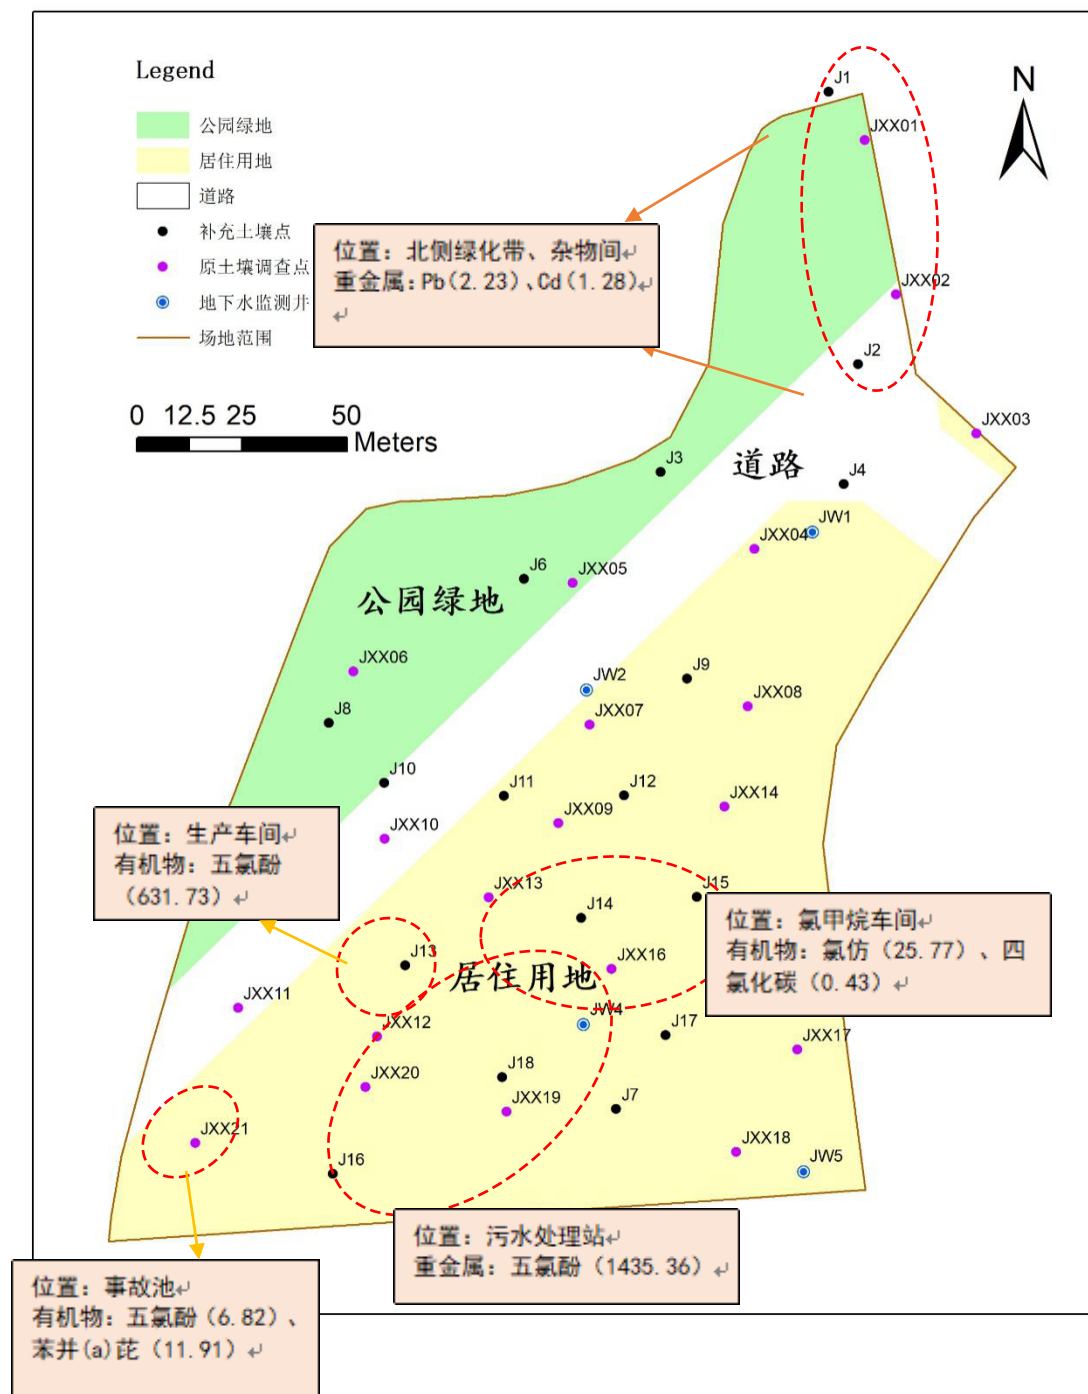 Legend
公园绿地
居住用地
道路
补充土壤点
原土壤调查点
地下水监测井
场地范围
0 12.5 25 50
Meters
N
J1
JXX01
位置：北侧绿化带、杂物间↵
重金属：Pb(2.23)、Cd(1.28)↵
↵
JXX02
J2
JXX03
J3
道路
J4
JW1
JXX04
J6
JXX05
公园绿地
JXX06
JW2
J9
J8
JXX07
JXX08
J10
J11
J12
JXX14
JXX09
JXX10
位置：生产车间↵
有机物：五氯酚
（631.73）↵
JXX13
J15
J14
位置：氯甲烷车间↵
有机物：氯仿（25.77）、四
氯化碳（0.43）↵
J13
JXX16
居住用地
JXX11
JXX12
JW4
J17
JXX17
JXX20
J18
JXX19
J7
JXX21
J16
JXX18
JW5
位置：污水处理站↵
重金属：五氯酚（1435.36）↵
位置：事故池↵
有机物：五氯酚（6.82）、
苯并(a)芘（11.91）↵